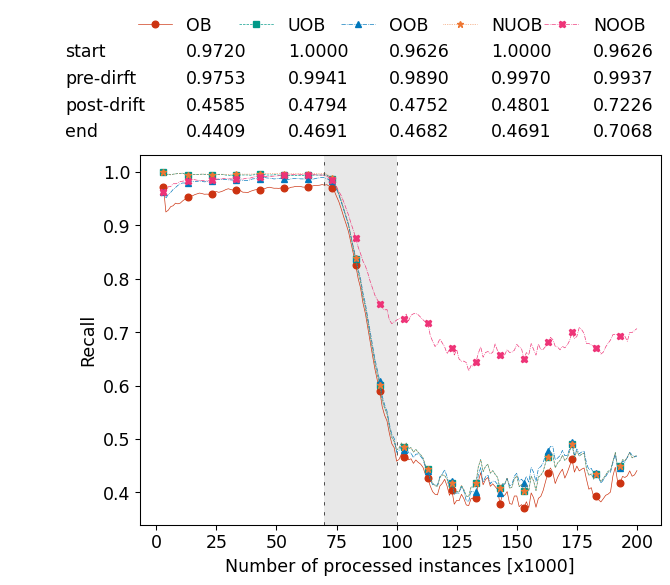 OB UOB OOB NUOB NOOB
start 0.9720 1.0000 0.9626 1.0000 0.9626
pre-dirft 0.9753 0.9941 0.9890 0.9970 0.9937
post-drift 0.4585 0.4794 0.4752 0.4801 0.7226
end 0.4409 0.4691 0.4682 0.4691 0.7068
1.0
0.9
0.8
0.7
0.6
0.5
0.4
Recall
0 25 50 75 100 125 150 175 200
Number of processed instances [x1000]